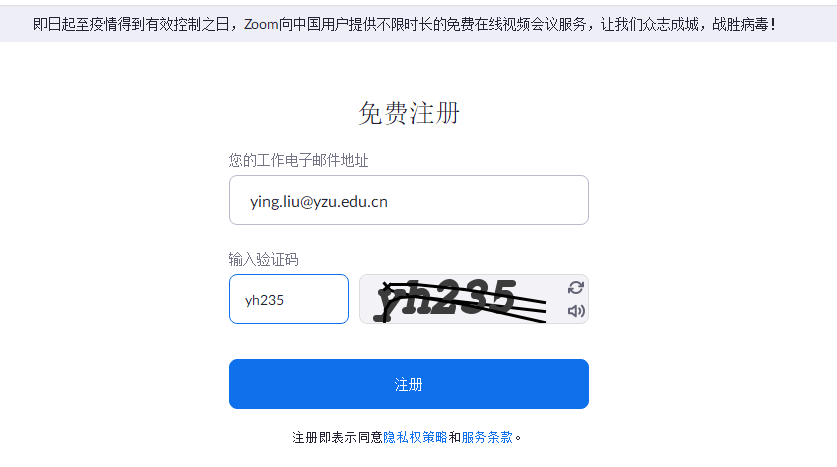 即日起至疫情得到有效控制之日，Zoom向中国用户提供不限时长的免费在线视频会议服务，让我们众志成城，战胜病毒！
免费注册
您的工作电子邮件地址
ying.liu@yzu.edu.cn
输入验证码
yh235 yh235
注册
注册即表示同意隐私权策略和服务条款。